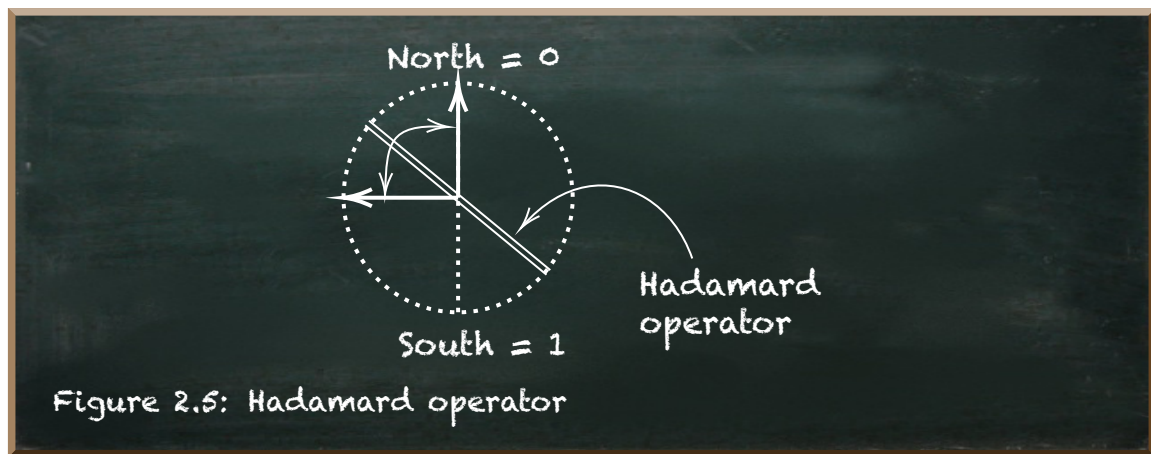 North = 0
Hadamard
operator
South = 1
Figure 2.5: Hadamard operator